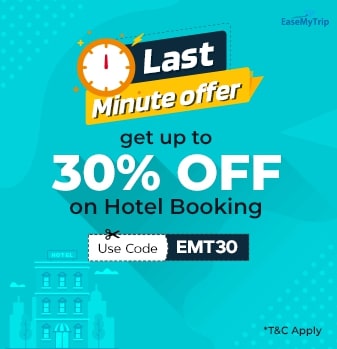 EaseMyTrip
Last
Minute offer
get up to
30% OFF
on Hotel Booking
Use Code EMT30
HOTEL
*T&C Apply